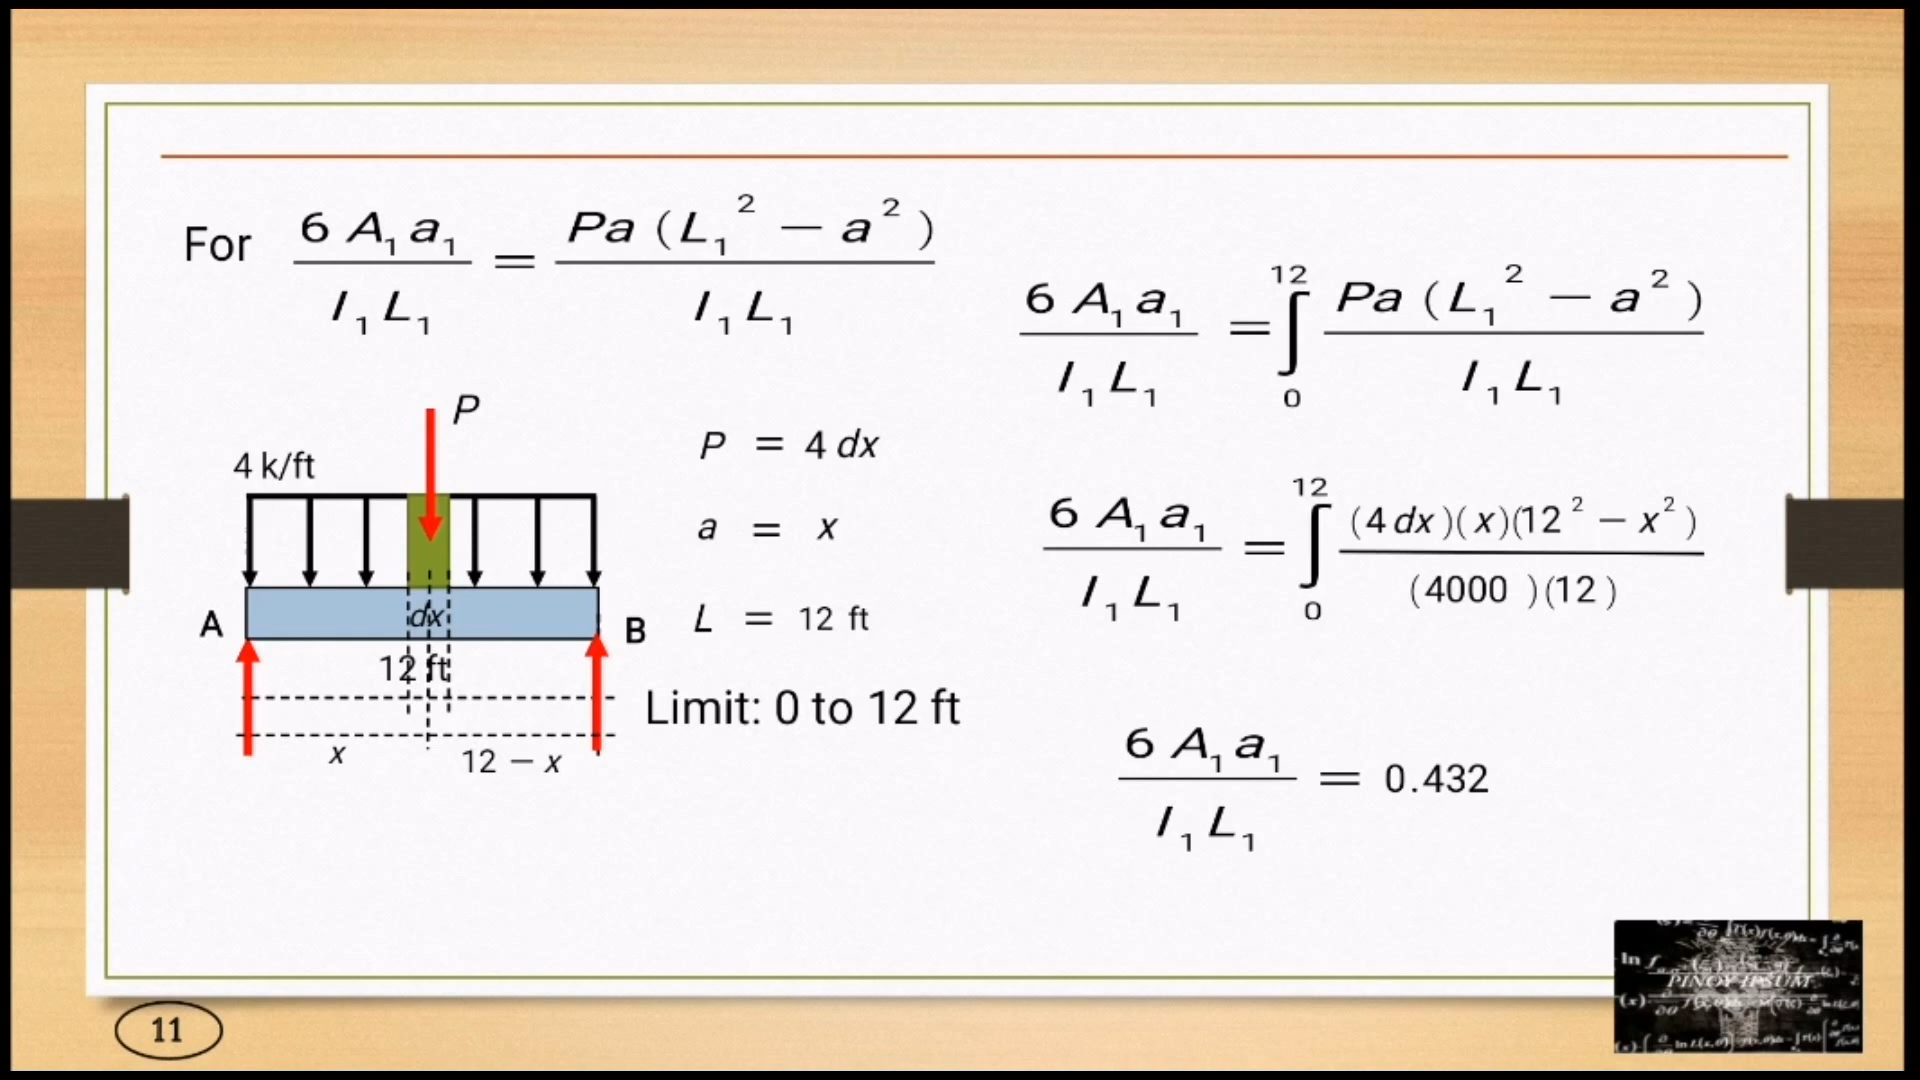 For 6 A₁ a₁ / I₁ L₁ = Pa (L₁² − a²) / I₁ L₁
6 A₁ a₁ / I₁ L₁ = ∫₀¹² Pa (L₁² − a²) / I₁ L₁
P
4 k/ft
P = 4 dx
a = x
6 A₁ a₁ / I₁ L₁ = ∫₀¹² (4 dx)(x)(12² − x²) / (4000)(12)
A
dx
B
L = 12 ft
12 ft
x
12 − x
Limit: 0 to 12 ft
6 A₁ a₁ / I₁ L₁ = 0.432
PINOY IPSUM
11